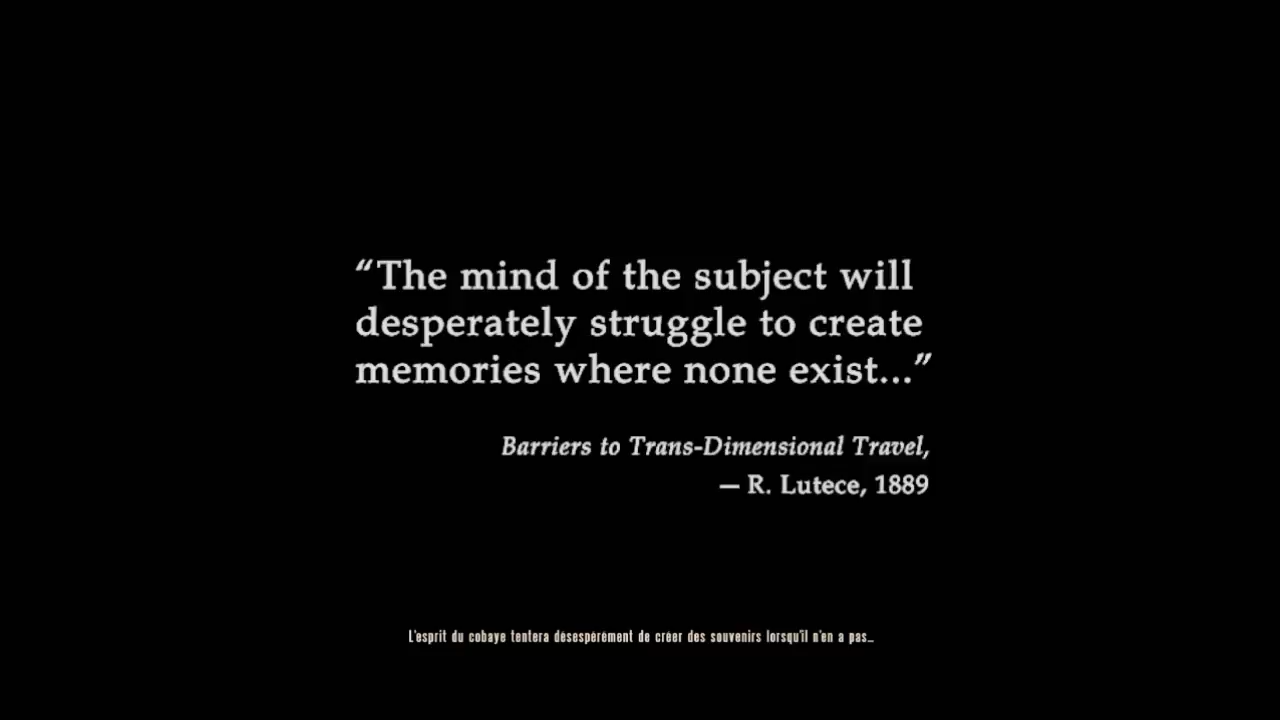 “The mind of the subject will
desperately struggle to create
memories where none exist...”
Barriers to Trans-Dimensional Travel,
— R. Lutece, 1889
L'esprit du cobaye tentera désespérément de créer des souvenirs lorsqu'il n'en a pas...